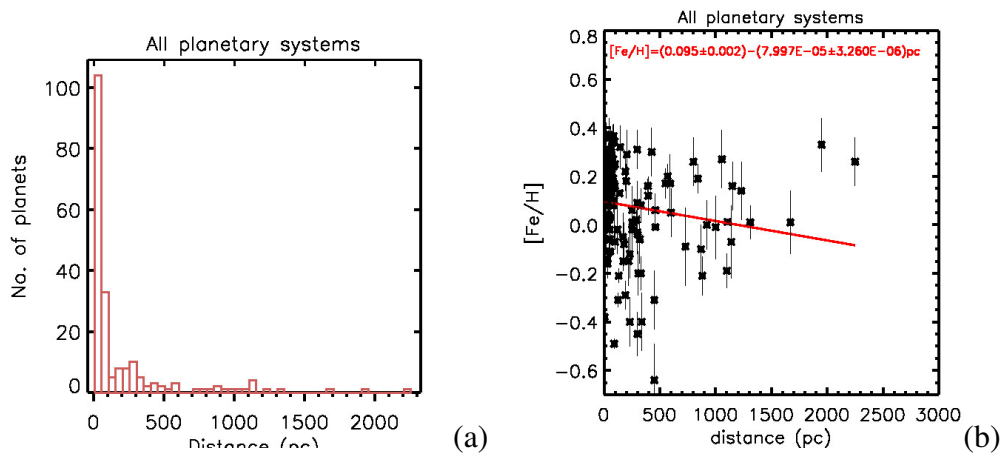 All planetary systems
No. of planets
100
80
60
40
20
0
0 500 1000 1500 2000
Distance (pc)
(a)
All planetary systems
[Fe/H]=(0.095±0.002)−(7.997E−05±3.260E−06)pc
[Fe/H]
0.8
0.6
0.4
0.2
0.0
−0.2
−0.4
−0.6
0 500 1000 1500 2000 2500 3000
distance (pc)
(b)